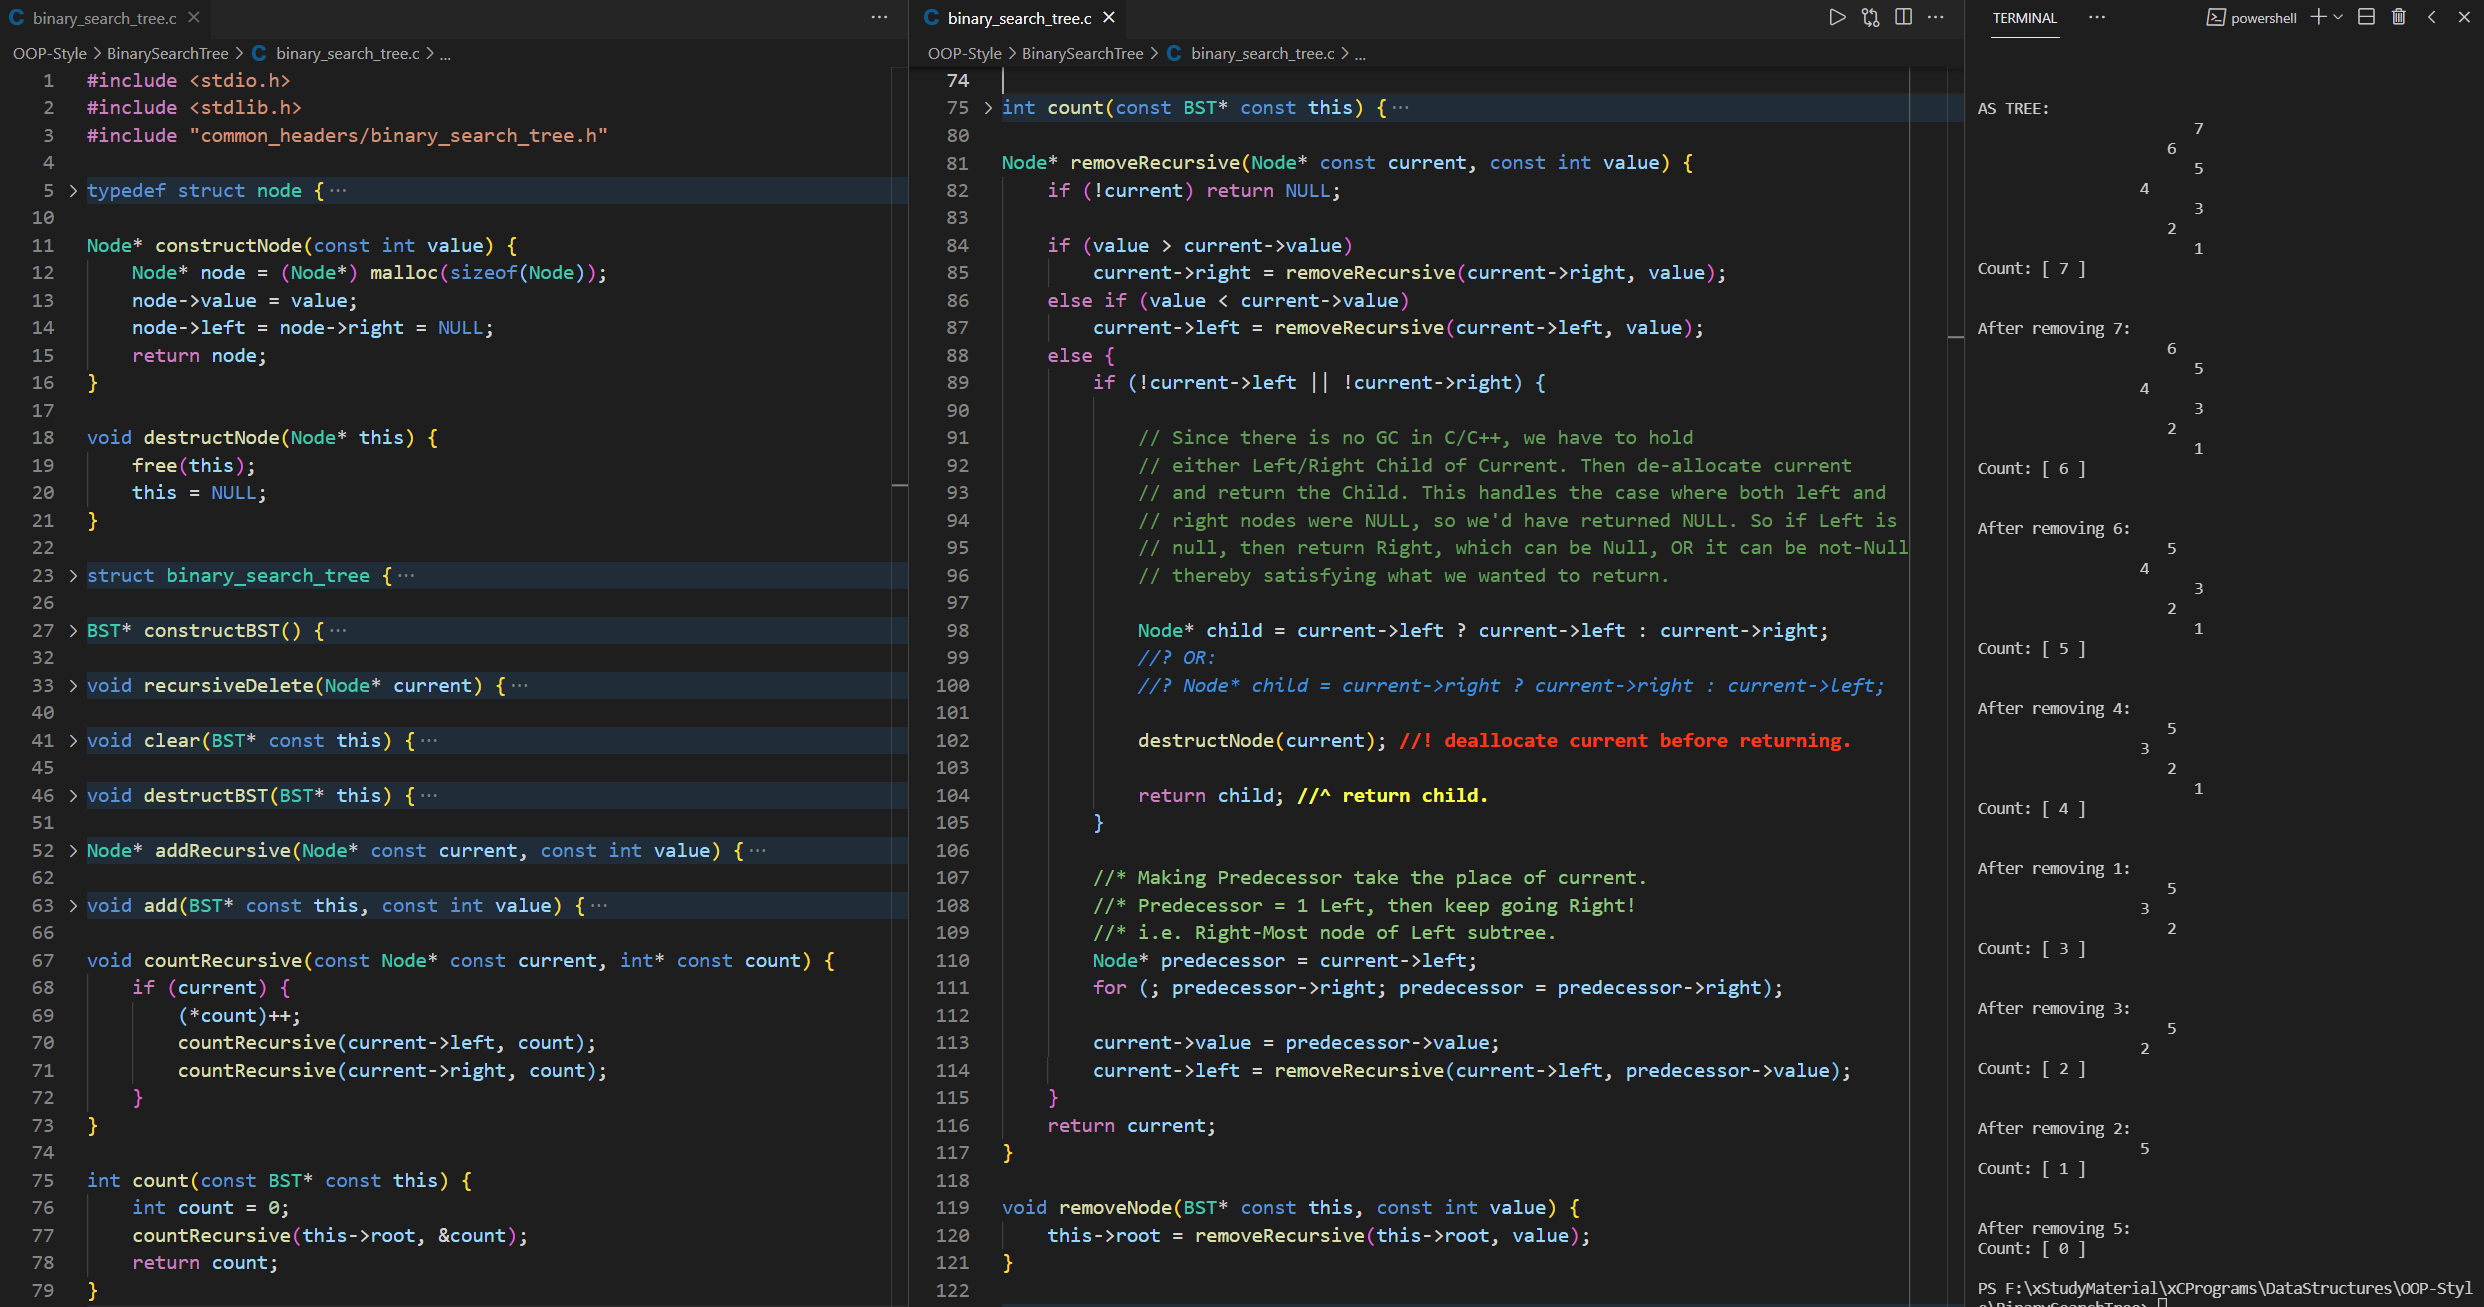 binary_search_tree.c
OOP-Style > BinarySearchTree > C binary_search_tree.c > ...
1 #include <stdio.h>
2 #include <stdlib.h>
3 #include "common_headers/binary_search_tree.h"
4
5 > typedef struct node { ···
10
11 Node* constructNode(const int value) {
12     Node* node = (Node*) malloc(sizeof(Node));
13     node->value = value;
14     node->left = node->right = NULL;
15     return node;
16 }
17
18 void destructNode(Node* this) {
19     free(this);
20     this = NULL;
21 }
22
23 > struct binary_search_tree { ···
26
27 > BST* constructBST() { ···
32
33 > void recursiveDelete(Node* current) { ···
40
41 > void clear(BST* const this) { ···
45
46 > void destructBST(BST* this) { ···
51
52 > Node* addRecursive(Node* const current, const int value) { ···
62
63 > void add(BST* const this, const int value) { ···
66
67 void countRecursive(const Node* const current, int* const count) {
68     if (current) {
69         (*count)++;
70         countRecursive(current->left, count);
71         countRecursive(current->right, count);
72     }
73 }
74
75 int count(const BST* const this) {
76     int count = 0;
77     countRecursive(this->root, &count);
78     return count;
79 }
binary_search_tree.c
OOP-Style > BinarySearchTree > C binary_search_tree.c > ...
74
75 > int count(const BST* const this) { ···
80
81 Node* removeRecursive(Node* const current, const int value) {
82     if (!current) return NULL;
83
84     if (value > current->value)
85         current->right = removeRecursive(current->right, value);
86     else if (value < current->value)
87         current->left = removeRecursive(current->left, value);
88     else {
89         if (!current->left || !current->right) {
90
91             // Since there is no GC in C/C++, we have to hold
92             // either Left/Right Child of Current. Then de-allocate current
93             // and return the Child. This handles the case where both left and
94             // right nodes were NULL, so we'd have returned NULL. So if Left is
95             // null, then return Right, which can be Null, OR it can be not-Null
96             // thereby satisfying what we wanted to return.
97
98             Node* child = current->left ? current->left : current->right;
99             //? OR:
100             //? Node* child = current->right ? current->right : current->left;
101
102             destructNode(current); //! deallocate current before returning.
103
104             return child; //^ return child.
105         }
106
107         //* Making Predecessor take the place of current.
108         //* Predecessor = 1 Left, then keep going Right!
109         //* i.e. Right-Most node of Left subtree.
110         Node* predecessor = current->left;
111         for (; predecessor->right; predecessor = predecessor->right);
112
113         current->value = predecessor->value;
114         current->left = removeRecursive(current->left, predecessor->value);
115     }
116     return current;
117 }
118
119 void removeNode(BST* const this, const int value) {
120     this->root = removeRecursive(this->root, value);
121 }
122
TERMINAL ··· powershell
AS TREE:
7
6
5
4
3
2
1
Count: [ 7 ]
After removing 7:
6
5
4
3
2
1
Count: [ 6 ]
After removing 6:
5
4
3
2
1
Count: [ 5 ]
After removing 4:
5
3
2
1
Count: [ 4 ]
After removing 1:
5
3
2
Count: [ 3 ]
After removing 3:
5
2
Count: [ 2 ]
After removing 2:
5
Count: [ 1 ]
After removing 5:
Count: [ 0 ]
PS F:\xStudyMaterial\xCPrograms\DataStructures\OOP-Styl
e\BinarySearchTree>